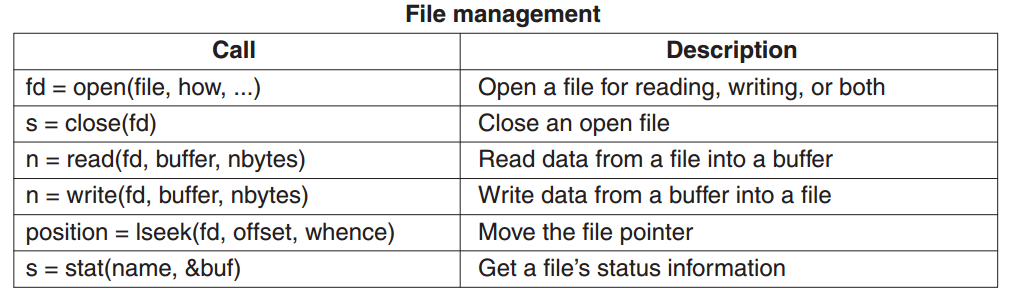 File management
Call Description
fd = open(file, how, ...) Open a file for reading, writing, or both
s = close(fd) Close an open file
n = read(fd, buffer, nbytes) Read data from a file into a buffer
n = write(fd, buffer, nbytes) Write data from a buffer into a file
position = lseek(fd, offset, whence) Move the file pointer
s = stat(name, &buf) Get a file’s status information